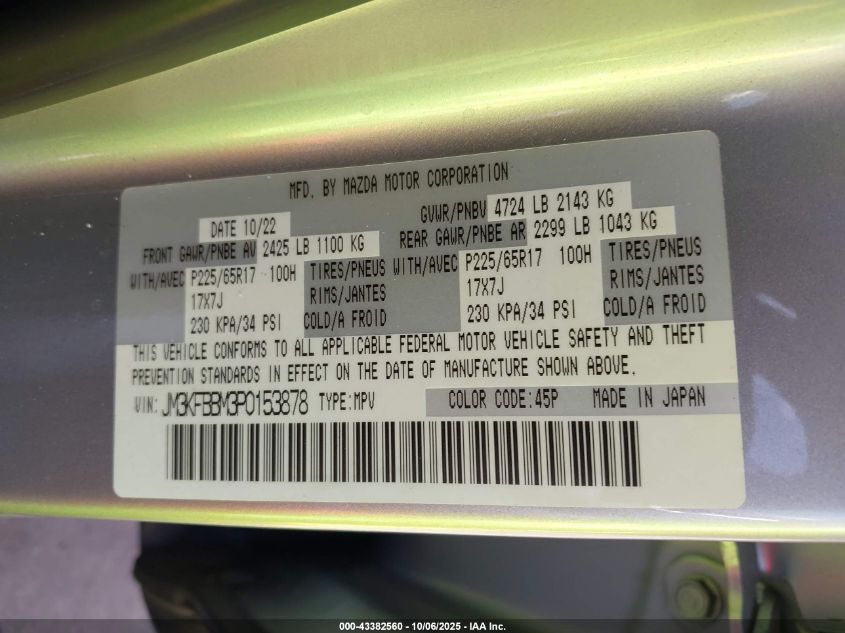 MFD. BY MAZDA MOTOR CORPORATION
DATE 10/22 GVWR/PNBV 4724 LB 2143 KG
FRONT GAWR/PNBE AV 2425 LB 1100 KG REAR GAWR/PNBE AR 2299 LB 1043 KG
WITH/AVEC P225/65R17 100H TIRES/PNEUS WITH/AVEC P225/65R17 100H TIRES/PNEUS
17X7J RIMS/JANTES 17X7J RIMS/JANTES
230 KPA/34 PSI COLD/A FROID 230 KPA/34 PSI COLD/A FROID
THIS VEHICLE CONFORMS TO ALL APPLICABLE FEDERAL MOTOR VEHICLE SAFETY AND THEFT
PREVENTION STANDARDS IN EFFECT ON THE DATE OF MANUFACTURE SHOWN ABOVE.
VIN: JM3KFBBM3P0153878 TYPE:MPV COLOR CODE:45P MADE IN JAPAN
000-43382560 - 10/06/2025 - IAA Inc.